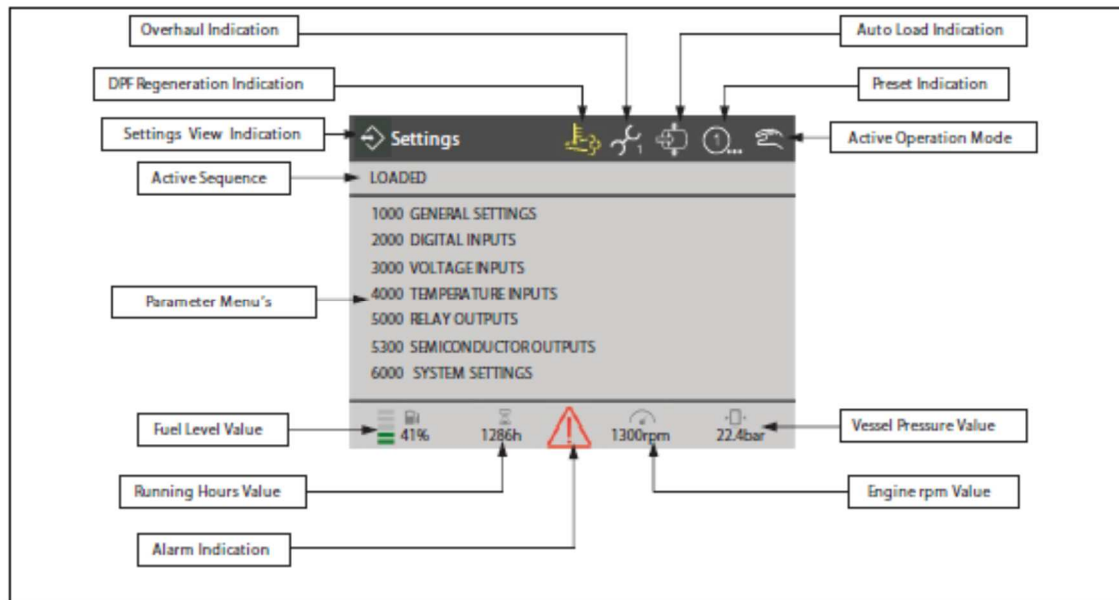 Overhaul Indication
Auto Load Indication
DPF Regeneration Indication
Preset Indication
Settings View Indication
Settings
1
1...
Active Operation Mode
Active Sequence
LOADED
1000 GENERAL SETTINGS
2000 DIGITAL INPUTS
3000 VOLTAGE INPUTS
Parameter Menu's
4000 TEMPERATURE INPUTS
5000 RELAY OUTPUTS
5300 SEMICONDUCTOR OUTPUTS
6000 SYSTEM SETTINGS
Fuel Level Value
41%
1286h
1300rpm
22.4bar
Vessel Pressure Value
Running Hours Value
Engine rpm Value
Alarm Indication